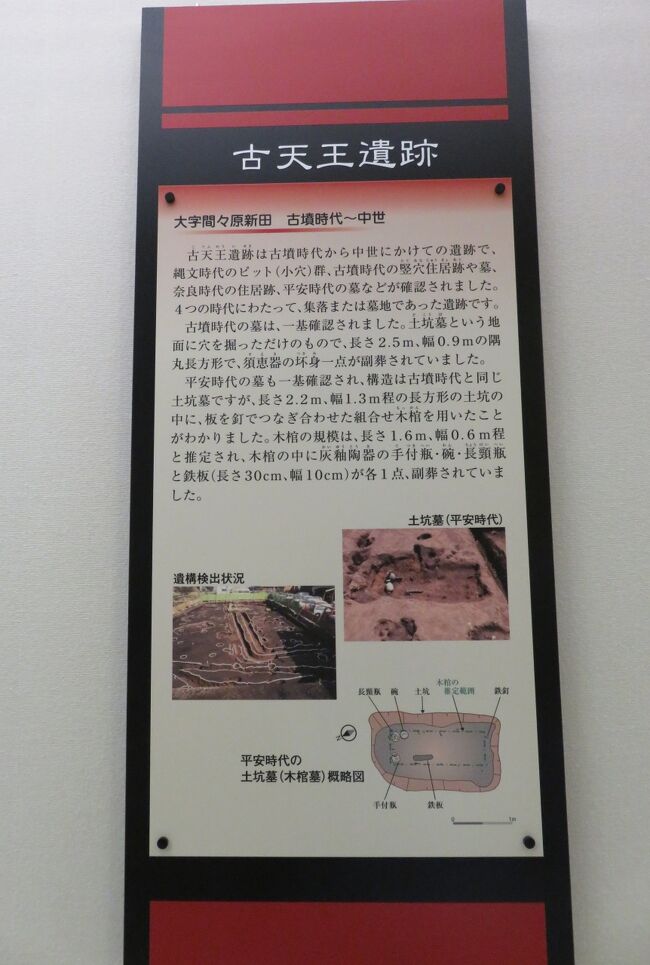 古天王遺跡
大字間々原新田　古墳時代〜中世
古天王遺跡は古墳時代から中世にかけての遺跡で、
縄文時代のピット（小穴）群、古墳時代の竪穴住居跡や墓、
奈良時代の住居跡、平安時代の墓などが確認されました。
4つの時代にわたって、集落または墓地であった遺跡です。
古墳時代の墓は、一基確認されました。土坑墓という地
面に穴を掘っただけのもので、長さ2.5m、幅0.9mの隅
丸長方形で、須恵器の坏身一点が副葬されていました。
平安時代の墓も一基確認され、構造は古墳時代と同じ
土坑墓ですが、長さ2.2m、幅1.3m程の長方形の土坑の
中に、板を釘でつなぎ合わせた組合せ木棺を用いたこと
がわかりました。木棺の規模は、長さ1.6m、幅0.6m程
と推定され、木棺の中に灰釉陶器の手付瓶・碗・長頸瓶
と鉄板（長さ30cm、幅10cm）が各1点、副葬されていま
した。
土坑墓（平安時代）
遺構検出状況
木棺の
推定範囲
長頸瓶 碗 土坑 鉄釘
平安時代の
土坑墓（木棺墓）概略図
手付瓶 鉄板
0 1m